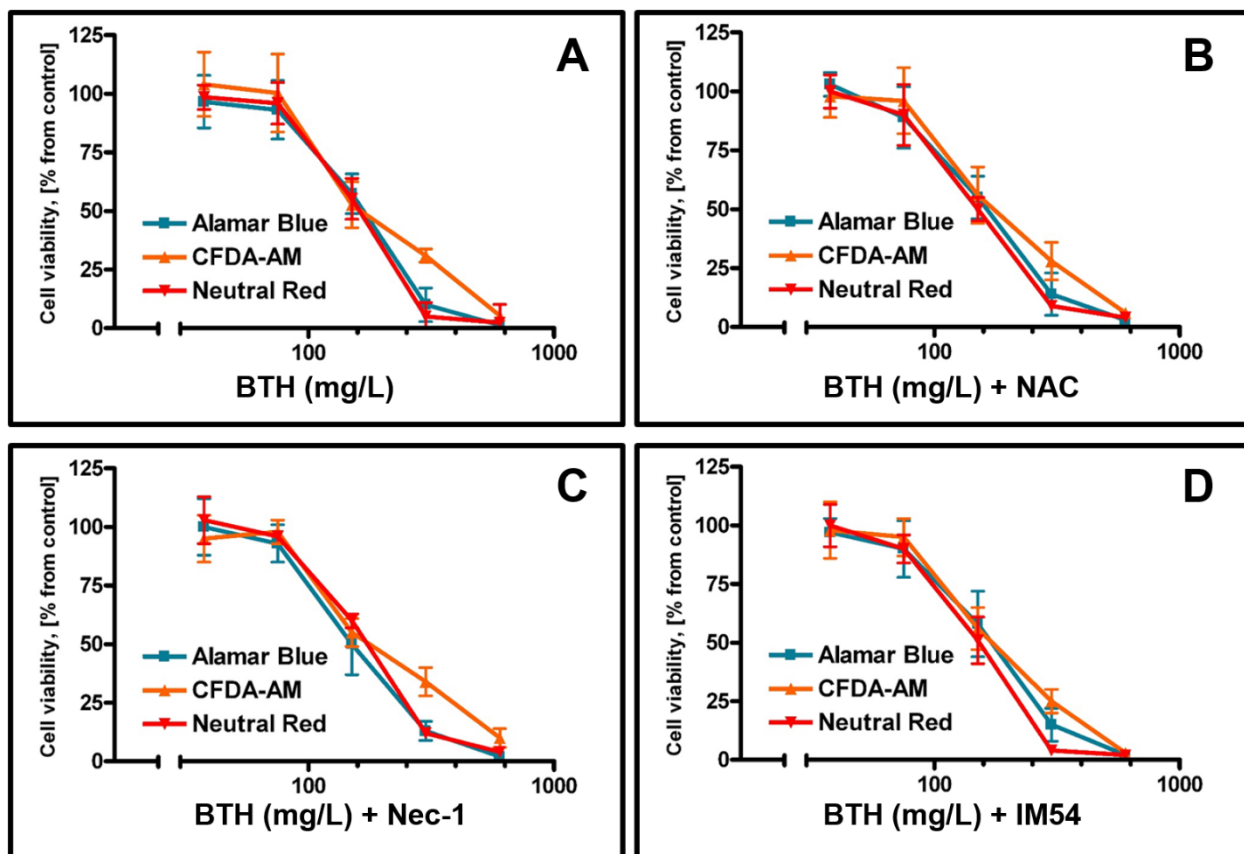 A
Cell viability, [% from control]
125
100
75
50
25
0
Alamar Blue
CFDA-AM
Neutral Red
100
1000
BTH (mg/L)
B
Cell viability, [% from control]
125
100
75
50
25
0
Alamar Blue
CFDA-AM
Neutral Red
100
1000
BTH (mg/L) + NAC
C
Cell viability, [% from control]
125
100
75
50
25
0
Alamar Blue
CFDA-AM
Neutral Red
100
1000
BTH (mg/L) + Nec-1
D
Cell viability, [% from control]
125
100
75
50
25
0
Alamar Blue
CFDA-AM
Neutral Red
100
1000
BTH (mg/L) + IM54